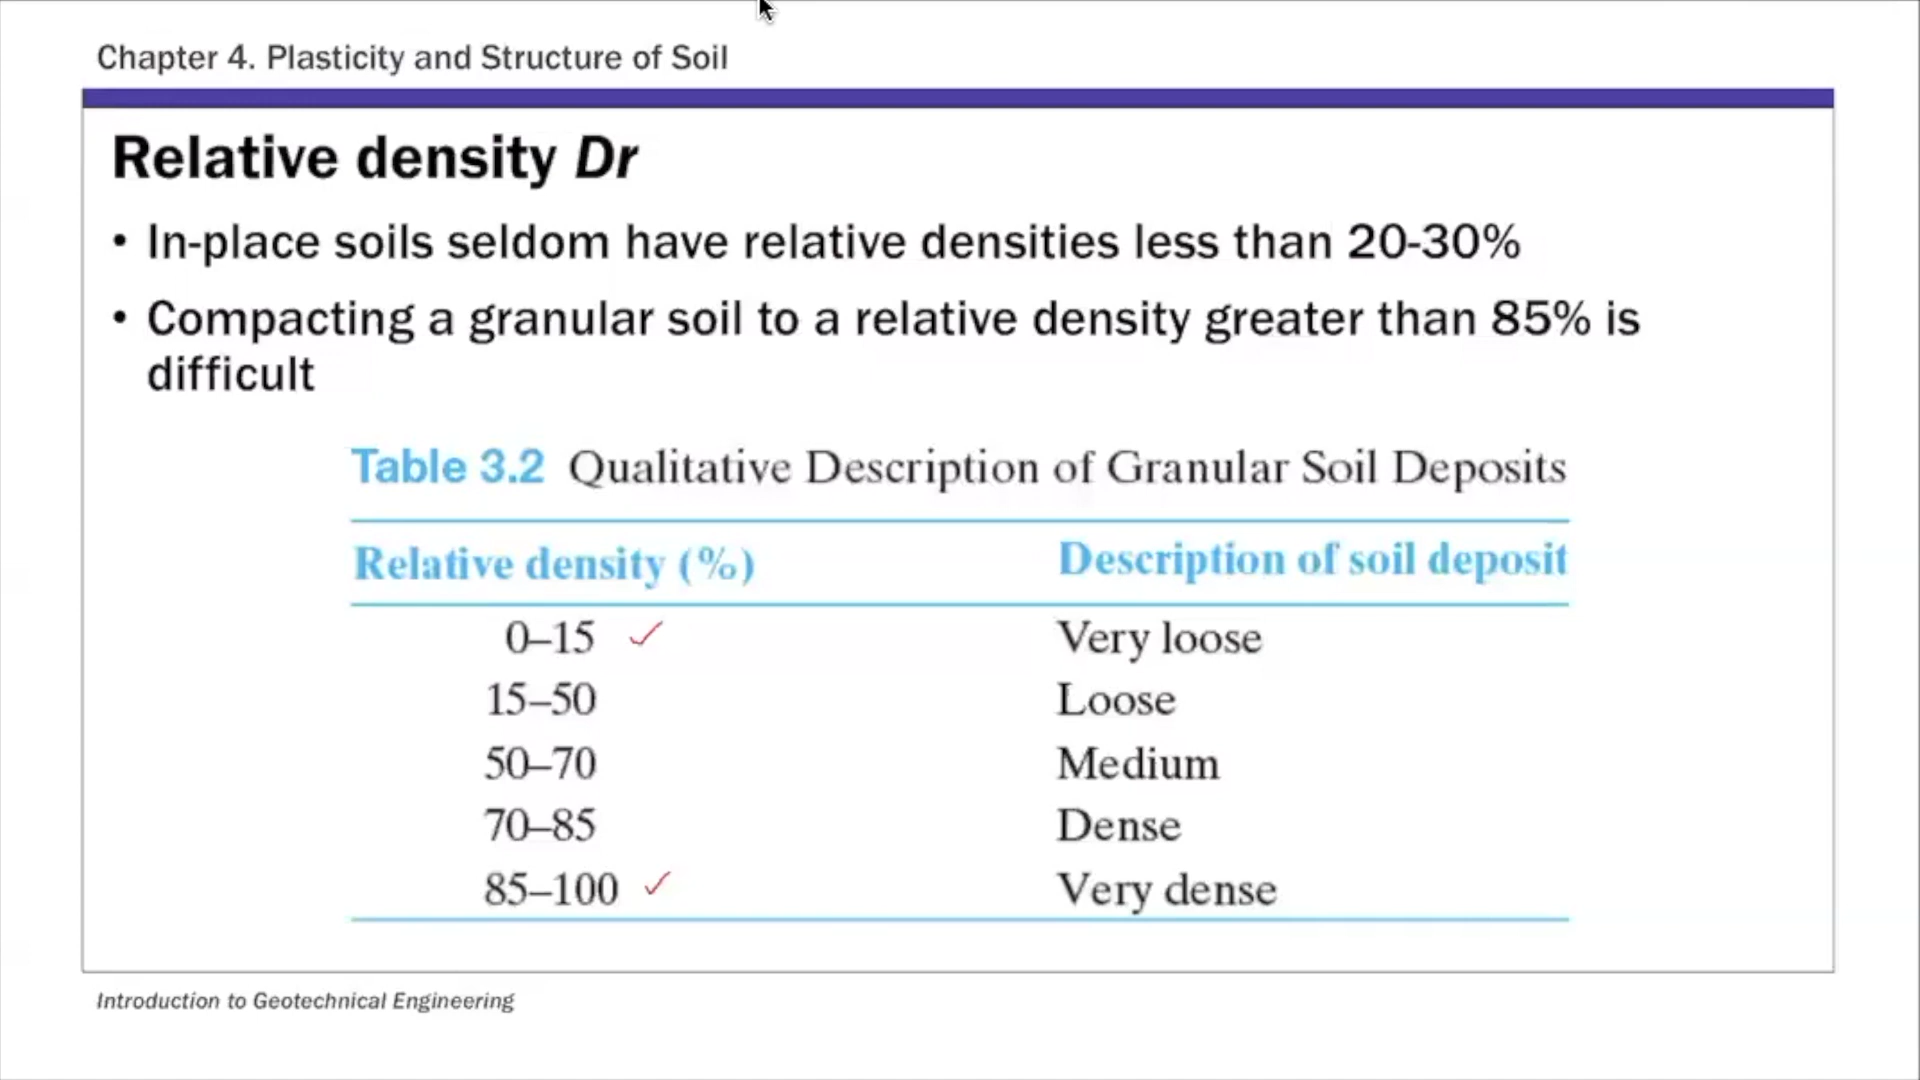 Chapter 4. Plasticity and Structure of Soil
Relative density Dr
• In-place soils seldom have relative densities less than 20-30%
• Compacting a granular soil to a relative density greater than 85% is
difficult
Table 3.2 Qualitative Description of Granular Soil Deposits
Relative density (%) Description of soil deposit
0–15 ✓ Very loose
15–50 Loose
50–70 Medium
70–85 Dense
85–100 ✓ Very dense
Introduction to Geotechnical Engineering